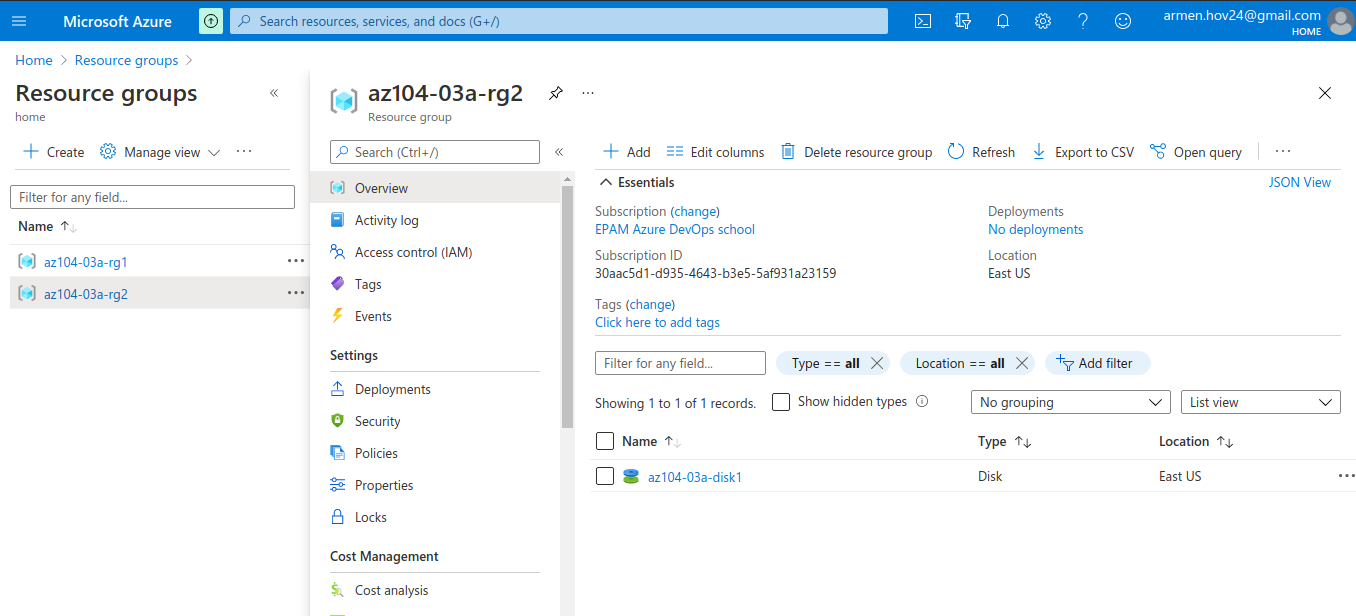 Microsoft Azure
Search resources, services, and docs (G+/)
armen.hov24@gmail.com
HOME
Home > Resource groups >
Resource groups
home
Create Manage view
Filter for any field...
Name
az104-03a-rg1
az104-03a-rg2
az104-03a-rg2
Resource group
Search (Ctrl+/)
Overview
Activity log
Access control (IAM)
Tags
Events
Settings
Deployments
Security
Policies
Properties
Locks
Cost Management
Cost analysis
Add Edit columns Delete resource group Refresh Export to CSV Open query
Essentials
JSON View
Subscription (change)
EPAM Azure DevOps school
Subscription ID
30aac5d1-d935-4643-b3e5-5af931a23159
Tags (change)
Click here to add tags
Deployments
No deployments
Location
East US
Filter for any field... Type == all Location == all Add filter
Showing 1 to 1 of 1 records. Show hidden types No grouping List view
Name Type Location
az104-03a-disk1 Disk East US